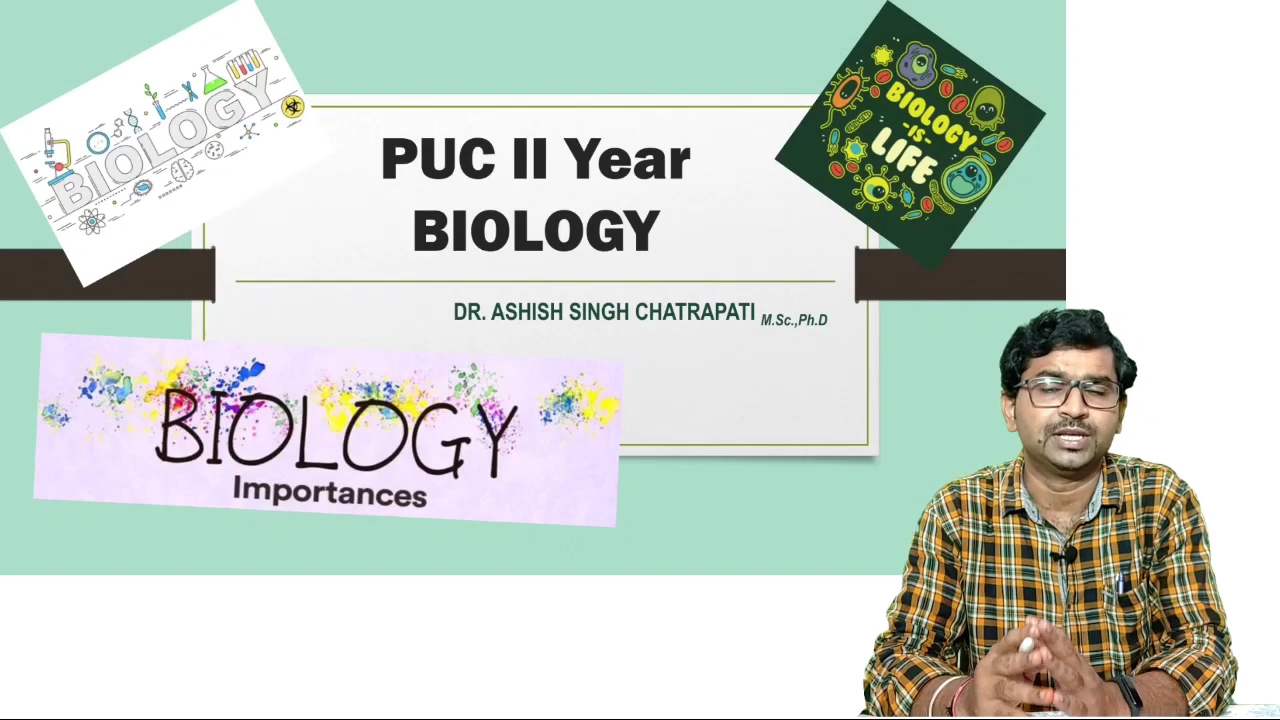 BIOLOGY
BIOLOGY
-IS-
LIFE
PUC II Year
BIOLOGY
DR. ASHISH SINGH CHATRAPATI M.Sc.,Ph.D
BIOLOGY
Importances